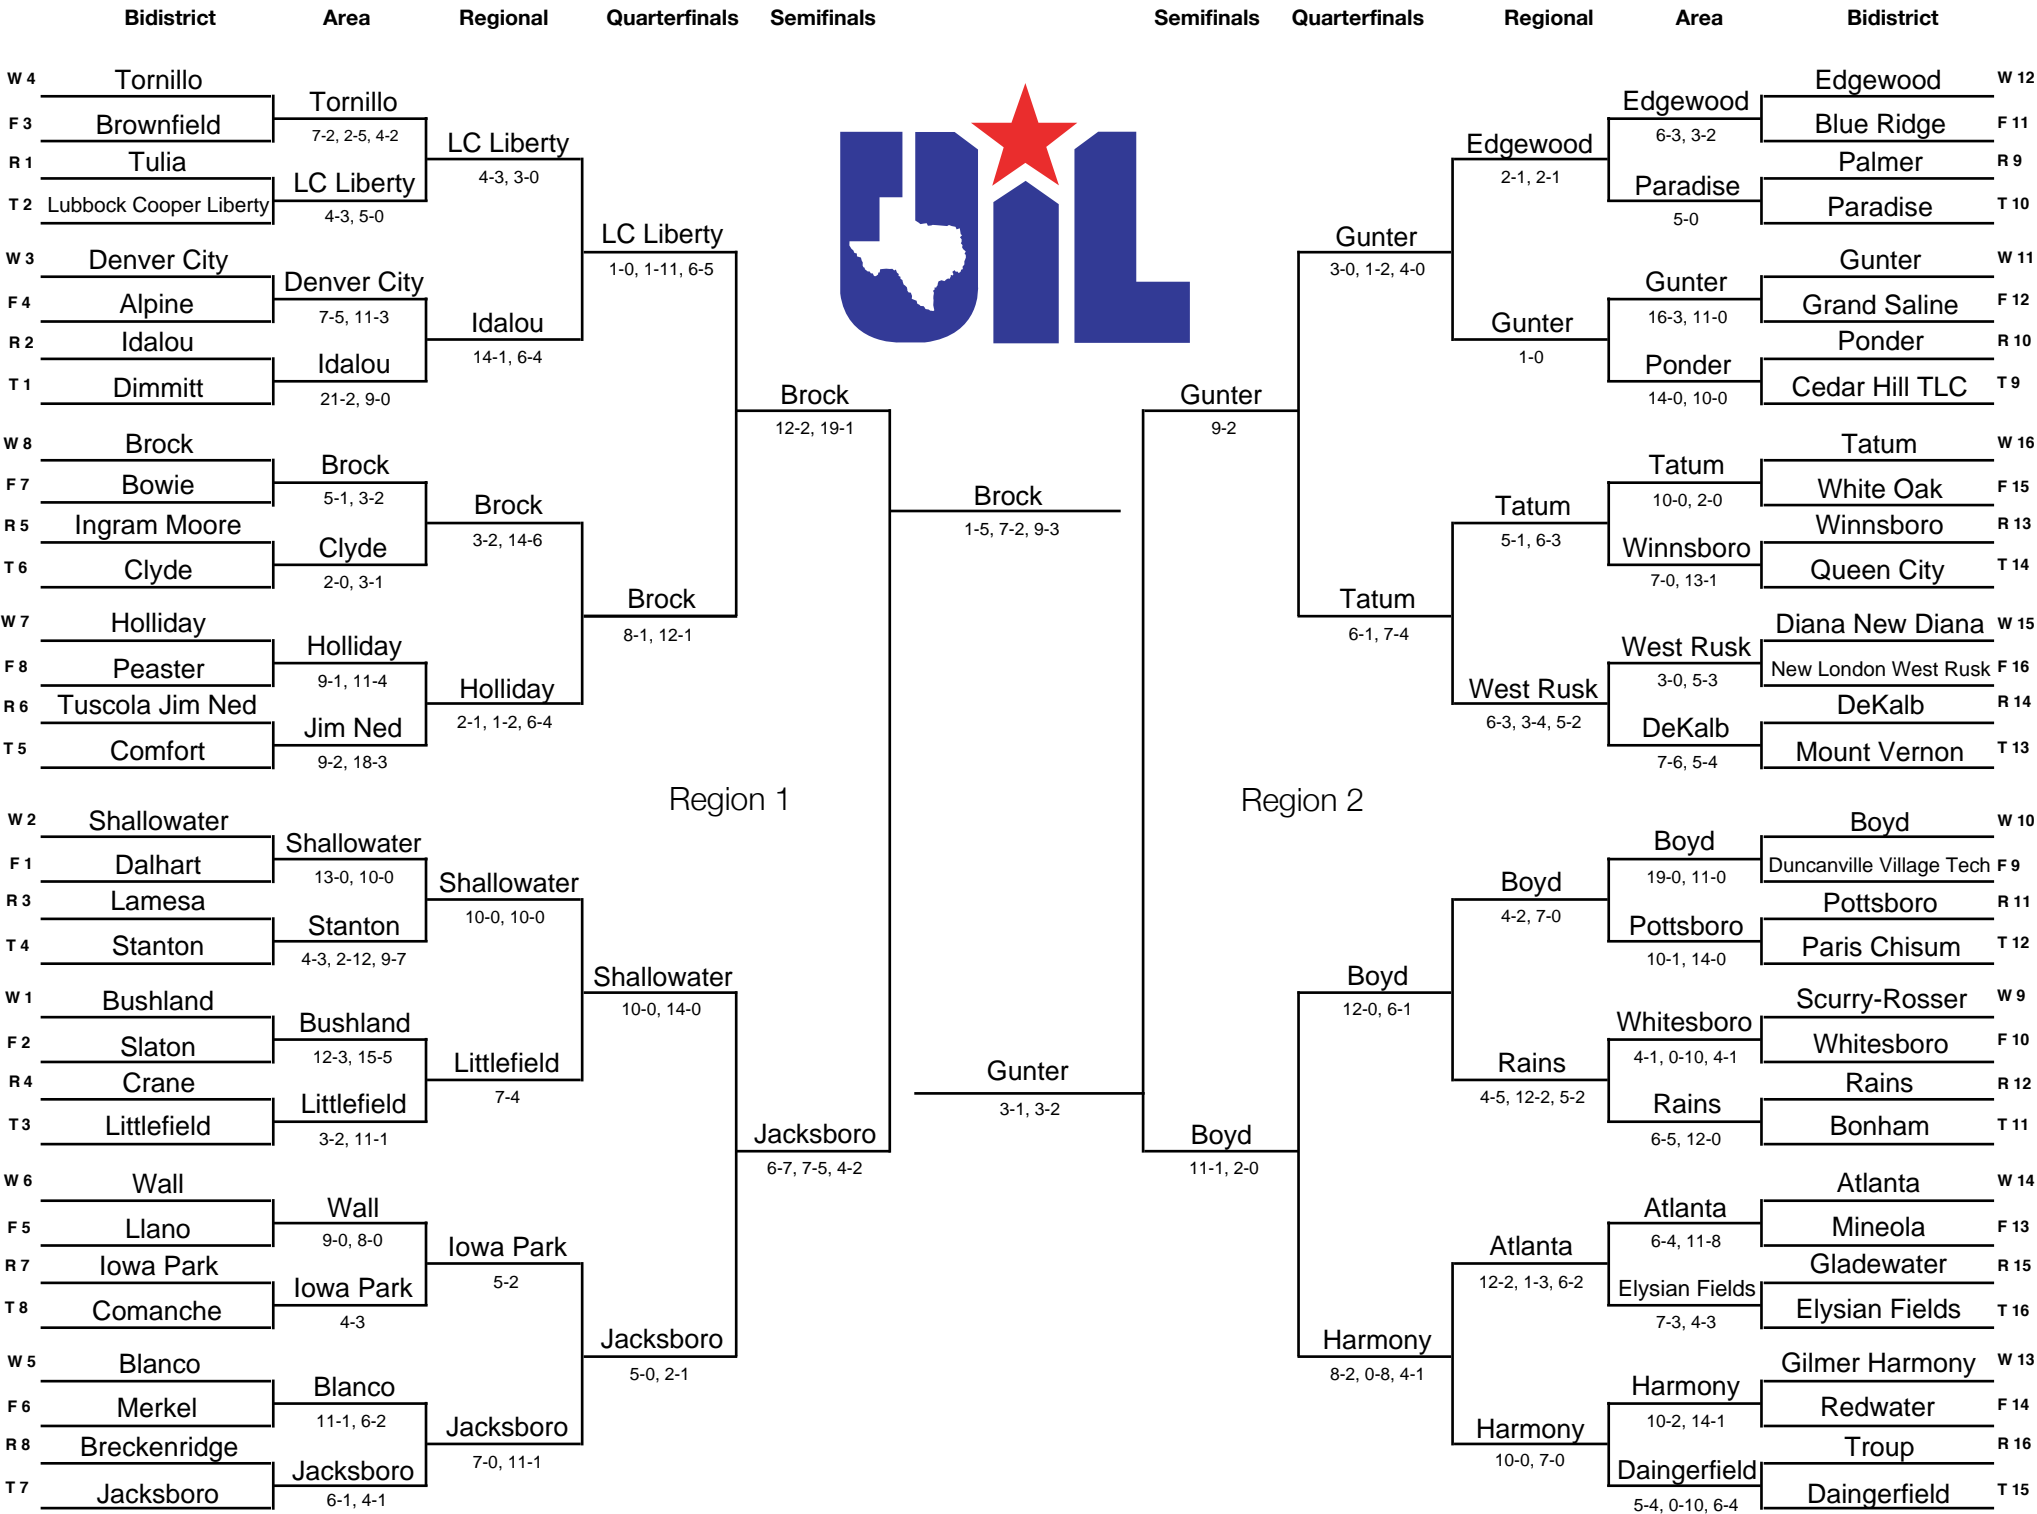 Bidistrict Area Regional Quarterfinals Semifinals Semifinals Quarterfinals Regional Area Bidistrict
UIL
W 4 Tornillo
F 3 Brownfield
R 1 Tulia
T 2 Lubbock Cooper Liberty
W 3 Denver City
F 4 Alpine
R 2 Idalou
T 1 Dimmitt
W 8 Brock
F 7 Bowie
R 5 Ingram Moore
T 6 Clyde
W 7 Holliday
F 8 Peaster
R 6 Tuscola Jim Ned
T 5 Comfort
W 2 Shallowater
F 1 Dalhart
R 3 Lamesa
T 4 Stanton
W 1 Bushland
F 2 Slaton
R 4 Crane
T 3 Littlefield
W 6 Wall
F 5 Llano
R 7 Iowa Park
T 8 Comanche
W 5 Blanco
F 6 Merkel
R 8 Breckenridge
T 7 Jacksboro
Tornillo
7-2, 2-5, 4-2
LC Liberty
4-3, 5-0
Denver City
7-5, 11-3
Idalou
21-2, 9-0
Brock
5-1, 3-2
Clyde
2-0, 3-1
Holliday
9-1, 11-4
Jim Ned
9-2, 18-3
Shallowater
13-0, 10-0
Stanton
4-3, 2-12, 9-7
Bushland
12-3, 15-5
Littlefield
3-2, 11-1
Wall
9-0, 8-0
Iowa Park
4-3
Blanco
11-1, 6-2
Jacksboro
6-1, 4-1
LC Liberty
4-3, 3-0
Idalou
14-1, 6-4
Brock
3-2, 14-6
Holliday
2-1, 1-2, 6-4
Shallowater
10-0, 10-0
Littlefield
7-4
Iowa Park
5-2
Jacksboro
7-0, 11-1
LC Liberty
1-0, 1-11, 6-5
Brock
8-1, 12-1
Shallowater
10-0, 14-0
Jacksboro
5-0, 2-1
Region 1
Brock
12-2, 19-1
Jacksboro
6-7, 7-5, 4-2
Brock
1-5, 7-2, 9-3
Gunter
3-1, 3-2
Gunter
9-2
Boyd
11-1, 2-0
Region 2
Gunter
3-0, 1-2, 4-0
Tatum
6-1, 7-4
Boyd
12-0, 6-1
Harmony
8-2, 0-8, 4-1
Edgewood
2-1, 2-1
Gunter
1-0
Tatum
5-1, 6-3
West Rusk
6-3, 3-4, 5-2
Boyd
4-2, 7-0
Rains
4-5, 12-2, 5-2
Atlanta
12-2, 1-3, 6-2
Harmony
10-0, 7-0
Edgewood
6-3, 3-2
Paradise
5-0
Gunter
16-3, 11-0
Ponder
14-0, 10-0
Tatum
10-0, 2-0
Winnsboro
7-0, 13-1
West Rusk
3-0, 5-3
DeKalb
7-6, 5-4
Boyd
19-0, 11-0
Pottsboro
10-1, 14-0
Whitesboro
4-1, 0-10, 4-1
Rains
6-5, 12-0
Atlanta
6-4, 11-8
Elysian Fields
7-3, 4-3
Harmony
10-2, 14-1
Daingerfield
5-4, 0-10, 6-4
Edgewood W 12
Blue Ridge F 11
Palmer R 9
Paradise T 10
Gunter W 11
Grand Saline F 12
Ponder R 10
Cedar Hill TLC T 9
Tatum W 16
White Oak F 15
Winnsboro R 13
Queen City T 14
Diana New Diana W 15
New London West Rusk F 16
DeKalb R 14
Mount Vernon T 13
Boyd W 10
Duncanville Village Tech F 9
Pottsboro R 11
Paris Chisum T 12
Scurry-Rosser W 9
Whitesboro F 10
Rains R 12
Bonham T 11
Atlanta W 14
Mineola F 13
Gladewater R 15
Elysian Fields T 16
Gilmer Harmony W 13
Redwater F 14
Troup R 16
Daingerfield T 15